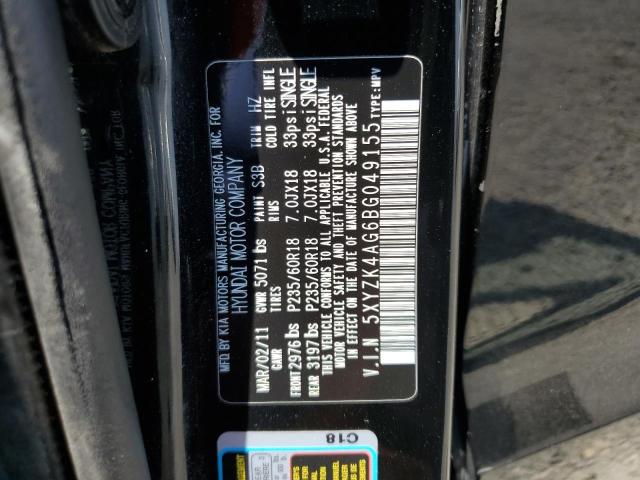 MFD BY KIA MOTORS MANUFACTURING GEORGIA, INC. FOR
HYUNDAI MOTOR COMPANY
MAR/02/11 GVWR 5071 lbs PAINT S3B TRIM HZ
GAWR TIRES RIMS COLD TIRE INFL
FRONT 2976 lbs P235/60R18 7.0JX18 33psi SINGLE
REAR 3197 lbs P235/60R18 7.0JX18 33psi SINGLE
THIS VEHICLE CONFORMS TO ALL APPLICABLE U.S.A. FEDERAL
MOTOR VEHICLE SAFETY AND THEFT PREVENTION STANDARDS
IN EFFECT ON THE DATE OF MANUFACTURE SHOWN ABOVE
V.I.N 5XYZK4AG6BG049155 TYPE:MPV
C18